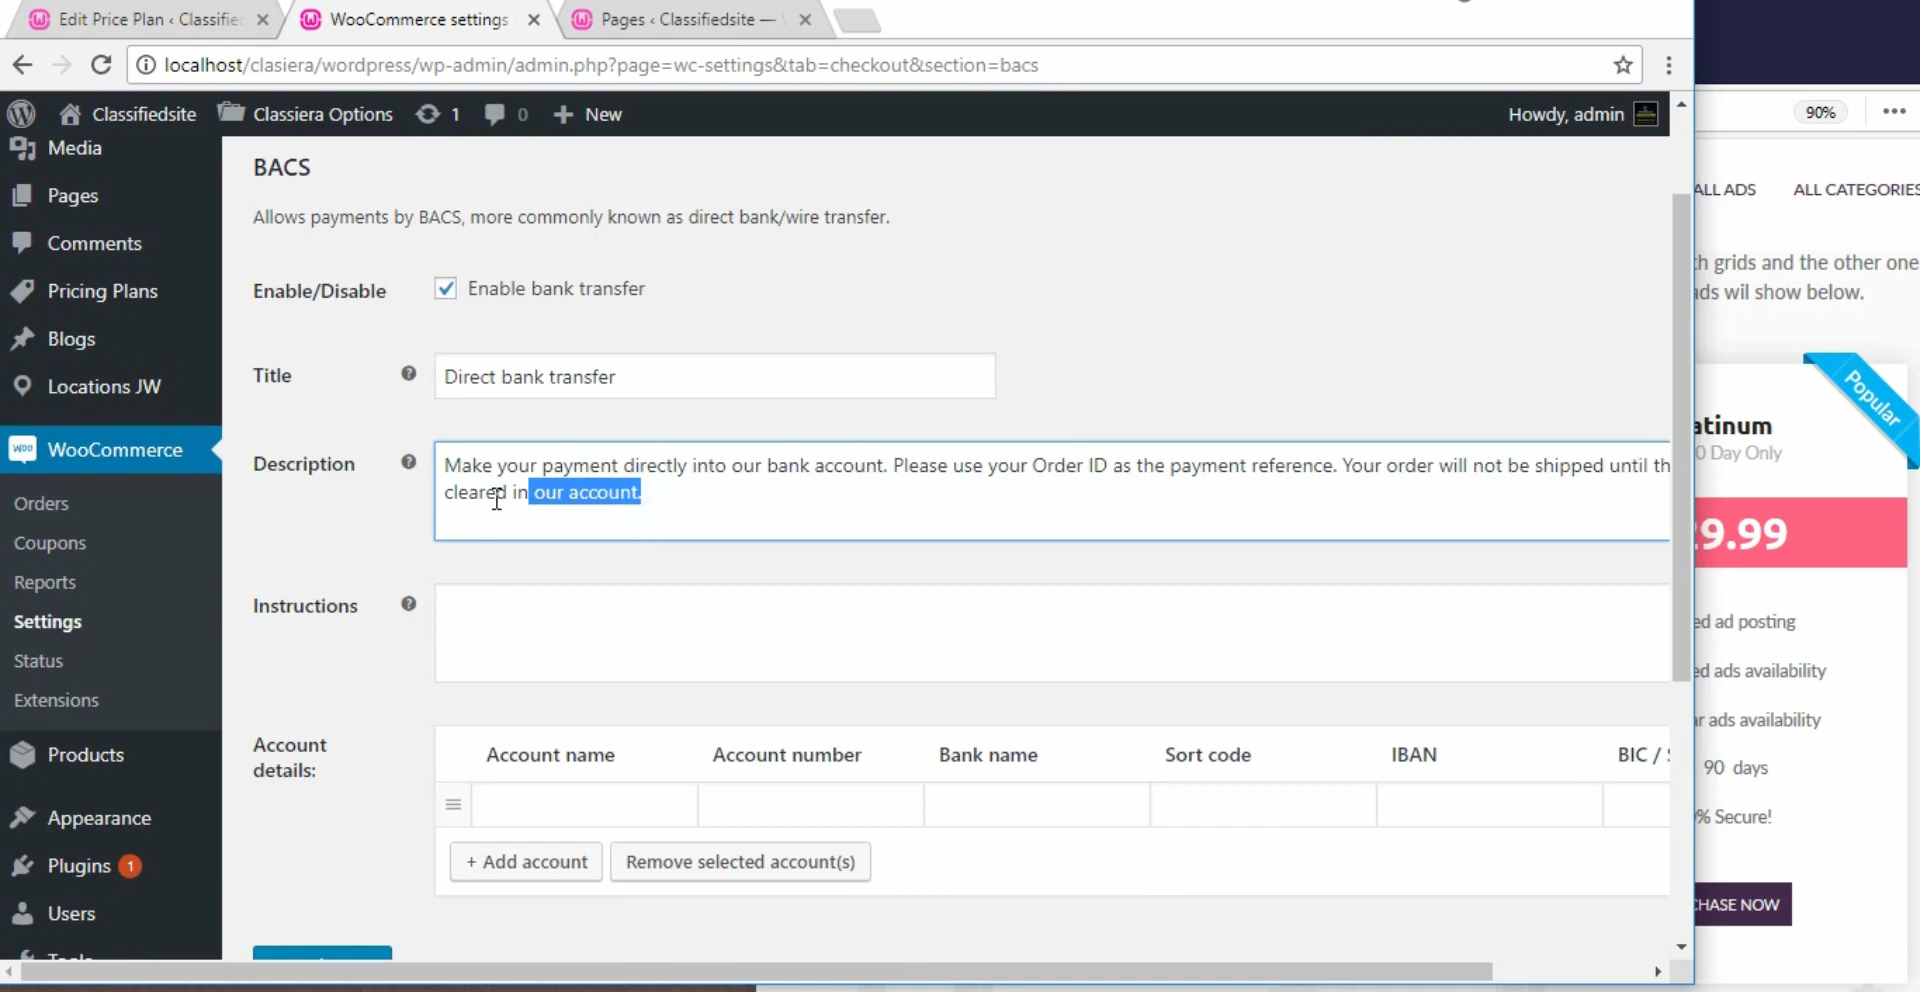 Edit Price Plan ‹ Classified
WooCommerce settings
Pages ‹ Classifiedsite —
localhost/clasiera/wordpress/wp-admin/admin.php?page=wc-settings&tab=checkout&section=bacs
Classifiedsite
Classiera Options
1
0
New
Howdy, admin
90%
Media
Pages
Comments
Pricing Plans
Blogs
Locations JW
WooCommerce
Orders
Coupons
Reports
Settings
Status
Extensions
Products
Appearance
Plugins 1
Users
Tools
BACS
Allows payments by BACS, more commonly known as direct bank/wire transfer.
Enable/Disable
Enable bank transfer
Title
Direct bank transfer
Description
Make your payment directly into our bank account. Please use your Order ID as the payment reference. Your order will not be shipped until th
cleared in our account.
Instructions
Account
details:
Account name
Account number
Bank name
Sort code
IBAN
BIC /
+ Add account
Remove selected account(s)
ALL ADS
ALL CATEGORIES
th grids and the other one
ads wil show below.
Popular
atinum
0 Day Only
9.99
ed ad posting
ed ads availability
ar ads availability
90 days
% Secure!
CHASE NOW